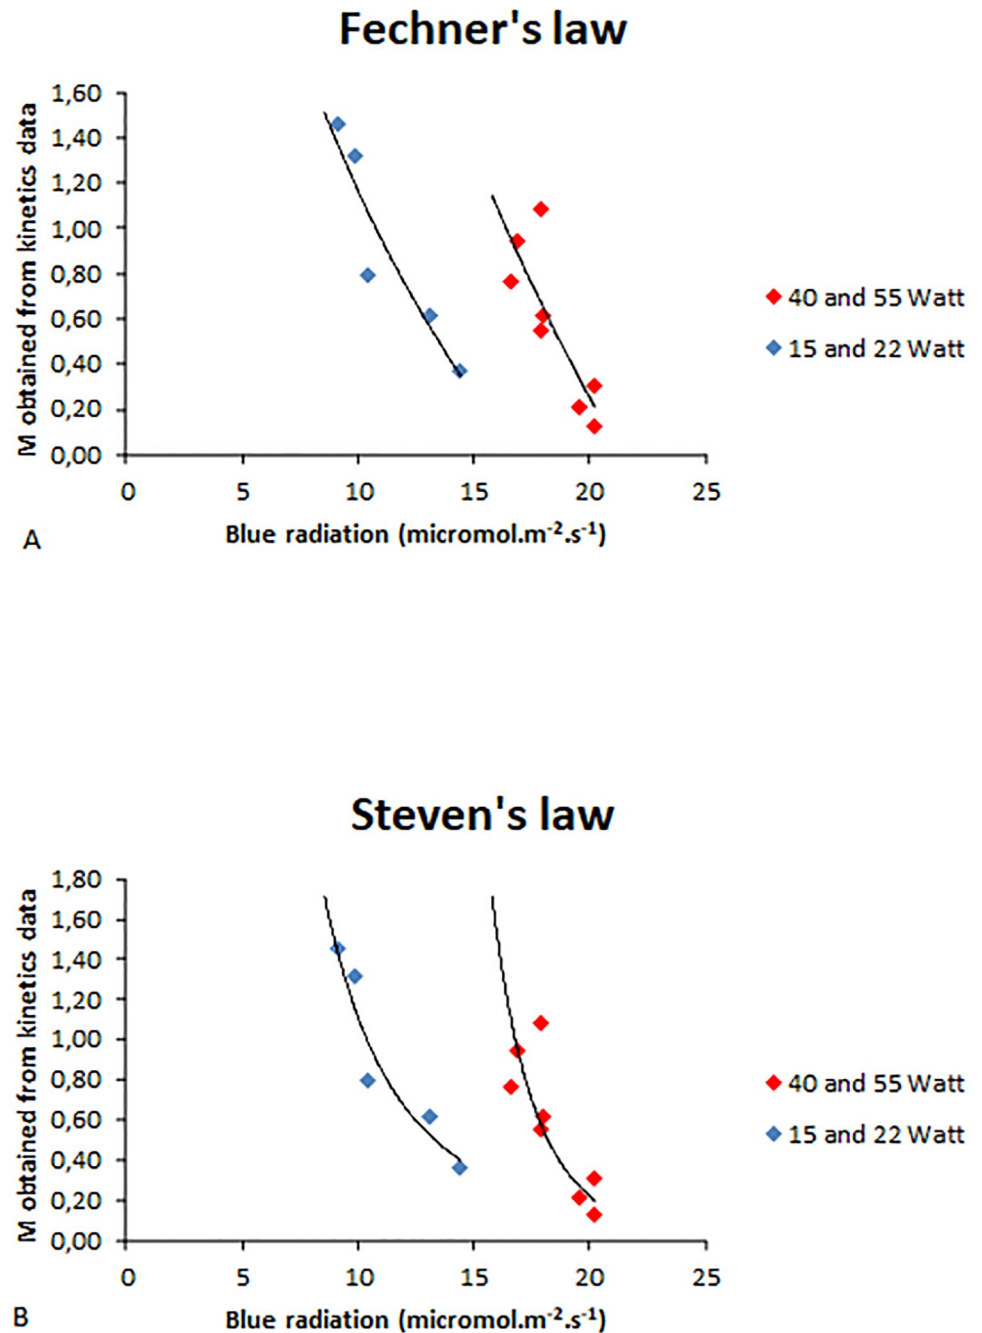 Fechner's law
1,60
1,40
1,20
1,00
0,80
0,60
0,40
0,20
0,00
M obtained from kinetics data
0 5 10 15 20 25
Blue radiation (micromol.m-2.s-1)
40 and 55 Watt
15 and 22 Watt
A
Steven's law
1,80
1,60
1,40
1,20
1,00
0,80
0,60
0,40
0,20
0,00
M obtained from kinetics data
0 5 10 15 20 25
Blue radiation (micromol.m-2.s-1)
40 and 55 Watt
15 and 22 Watt
B